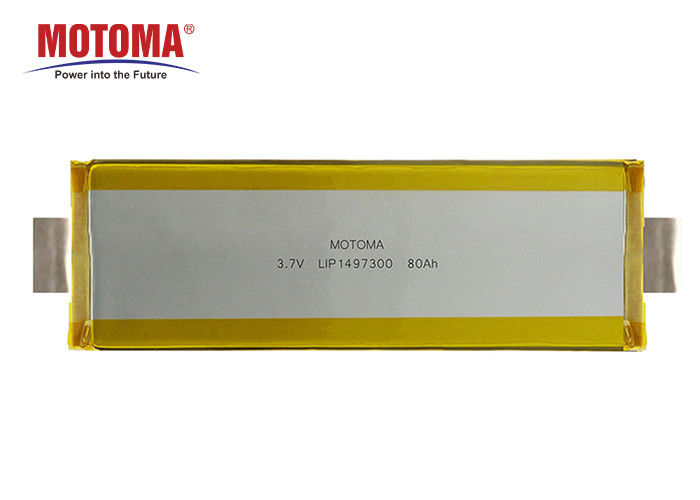 MOTOMA®
Power into the Future
MOTOMA
3.7V LIP1497300 80Ah